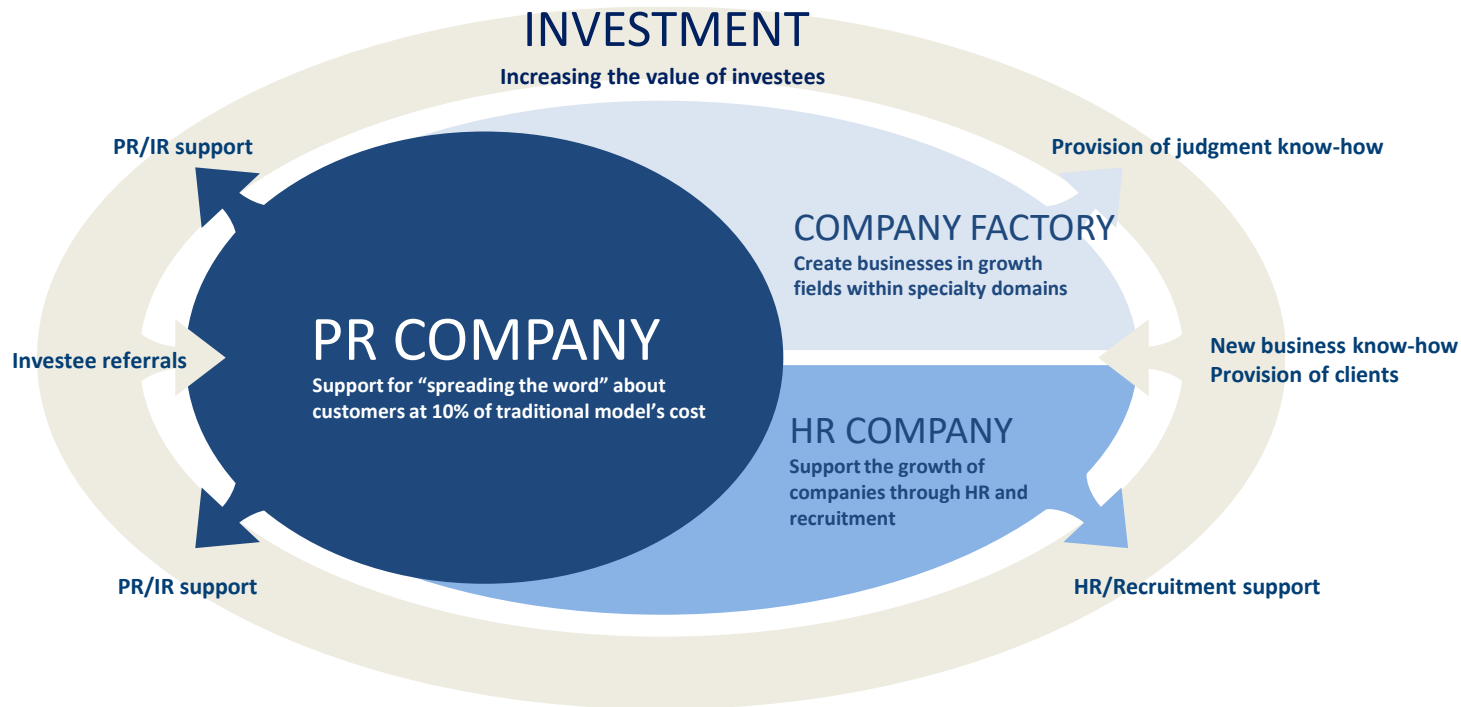 INVESTMENT
Increasing the value of investees
PR/IR support
Provision of judgment know-how
COMPANY FACTORY
Create businesses in growth
fields within specialty domains
PR COMPANY
Support for “spreading the word” about
customers at 10% of traditional model’s cost
Investee referrals
New business know-how
Provision of clients
HR COMPANY
Support the growth of
companies through HR and
recruitment
PR/IR support
HR/Recruitment support